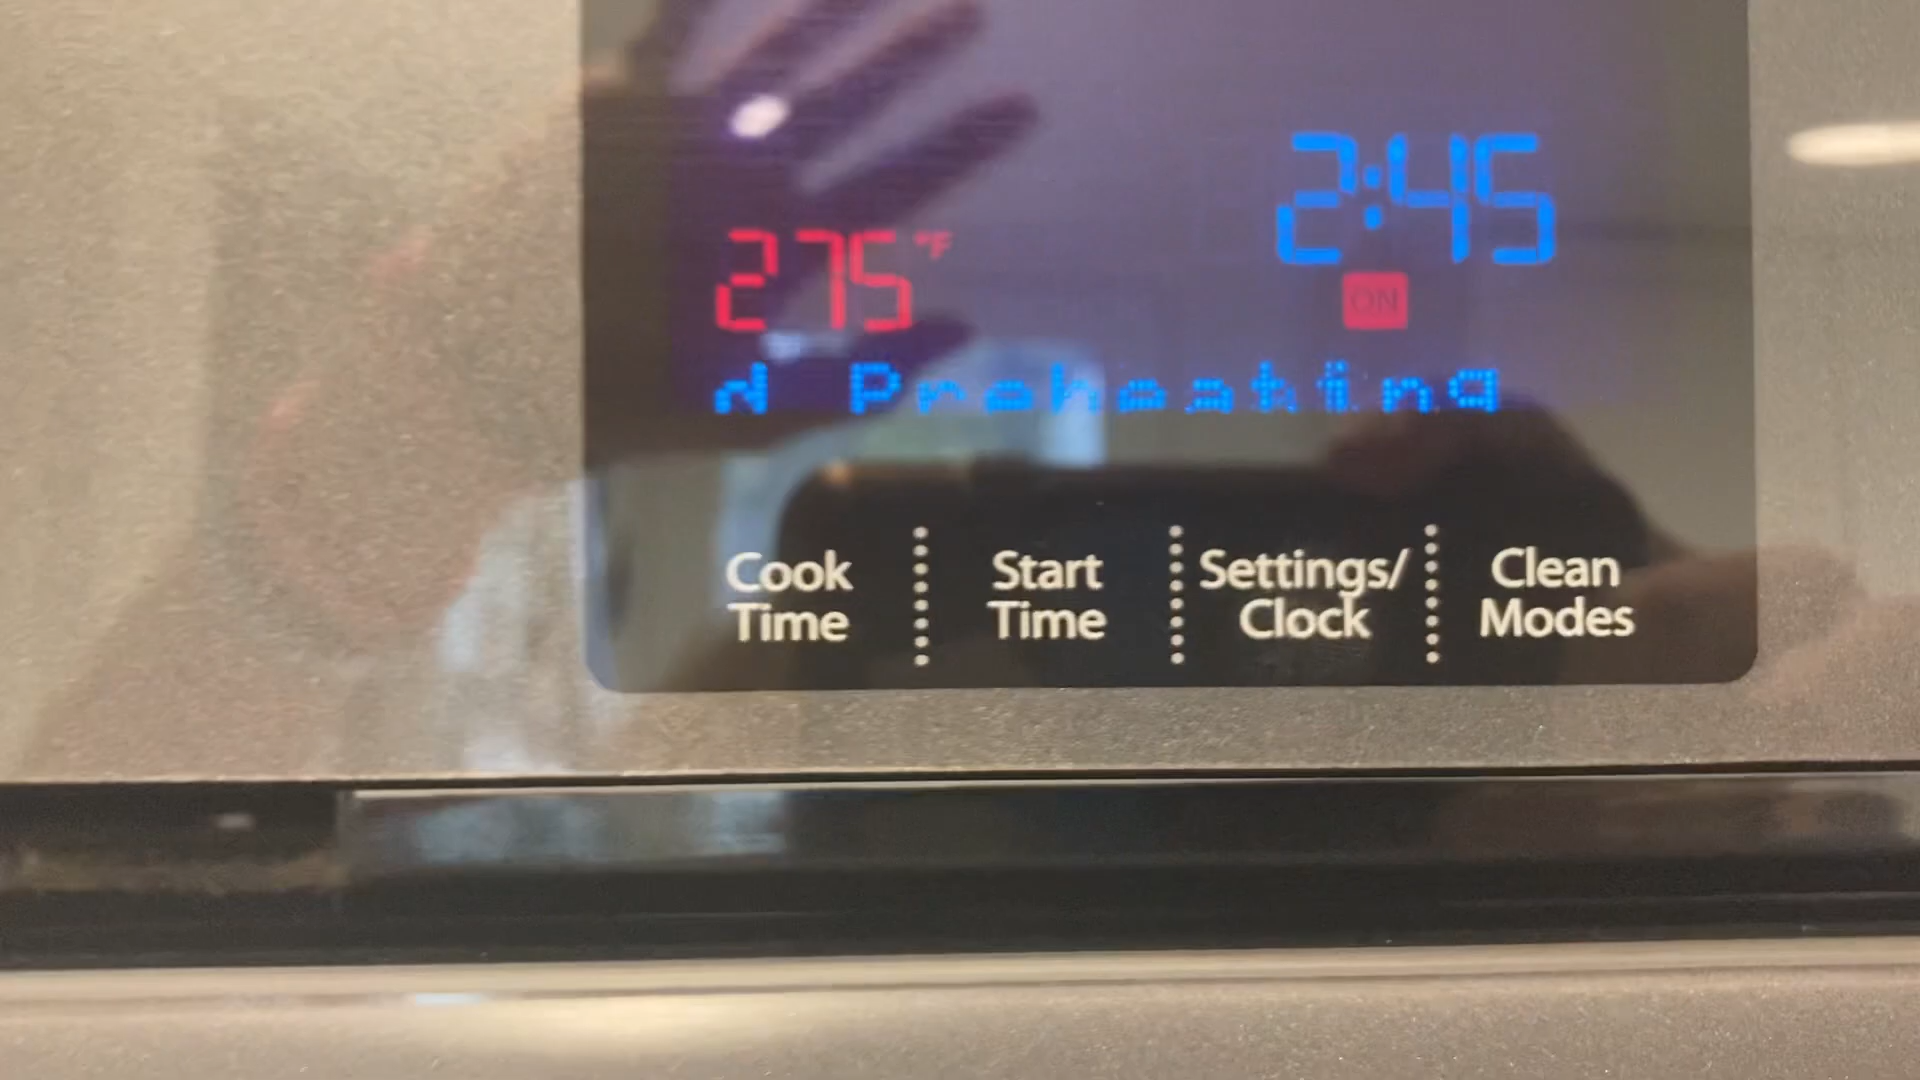 2:45
275°F
ON
d Preheating
Cook Time
Start Time
Settings/ Clock
Clean Modes